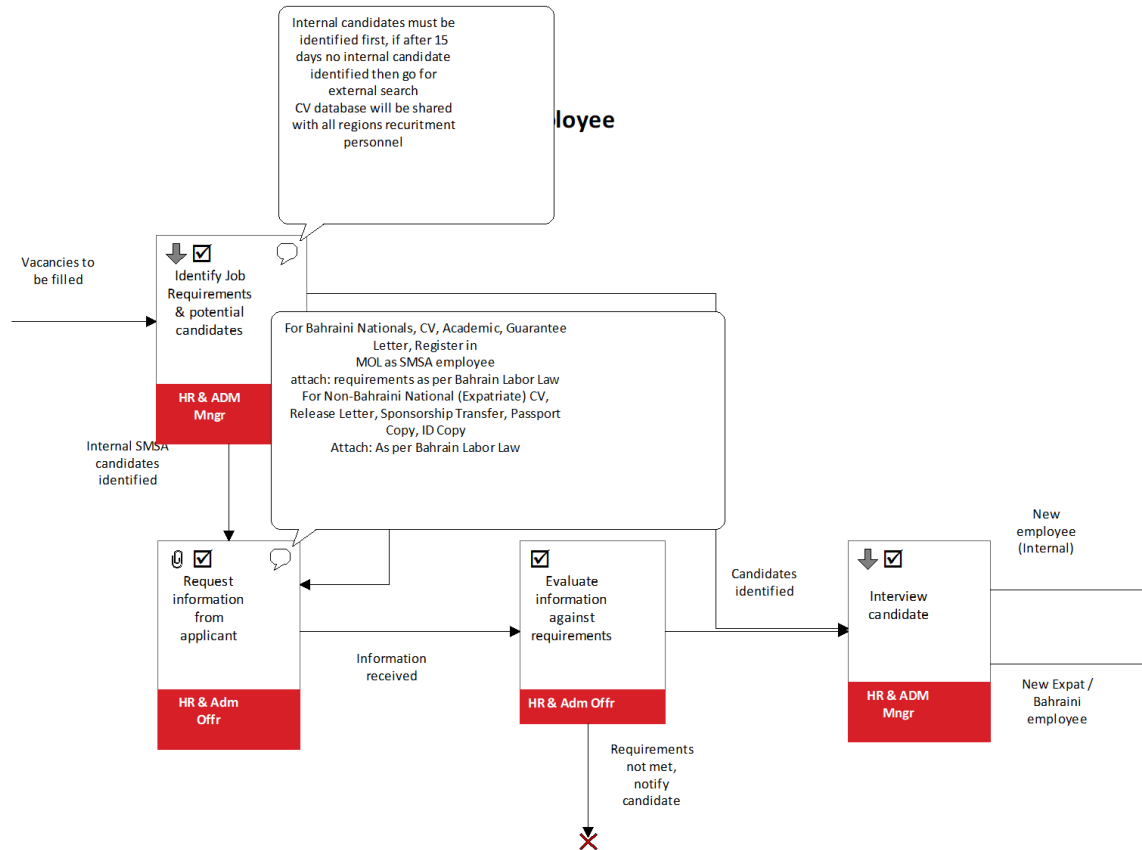 Internal candidates must be
identified first, if after 15
days no internal candidate
identified then go for
external search
CV database will be shared
with all regions recuritment
personnel
loyee
Vacancies to
be filled
Identify Job
Requirements
& potential
candidates
HR & ADM
Mngr
For Bahraini Nationals, CV, Academic, Guarantee
Letter, Register in
MOL as SMSA employee
attach: requirements as per Bahrain Labor Law
For Non-Bahraini National (Expatriate) CV,
Release Letter, Sponsorship Transfer, Passport
Copy, ID Copy
Attach: As per Bahrain Labor Law
Internal SMSA
candidates
identified
Request
information
from
applicant
HR & Adm
Offr
Information
received
Evaluate
information
against
requirements
HR & Adm Offr
Requirements
not met,
notify
candidate
Candidates
identified
Interview
candidate
HR & ADM
Mngr
New
employee
(Internal)
New Expat /
Bahraini
employee